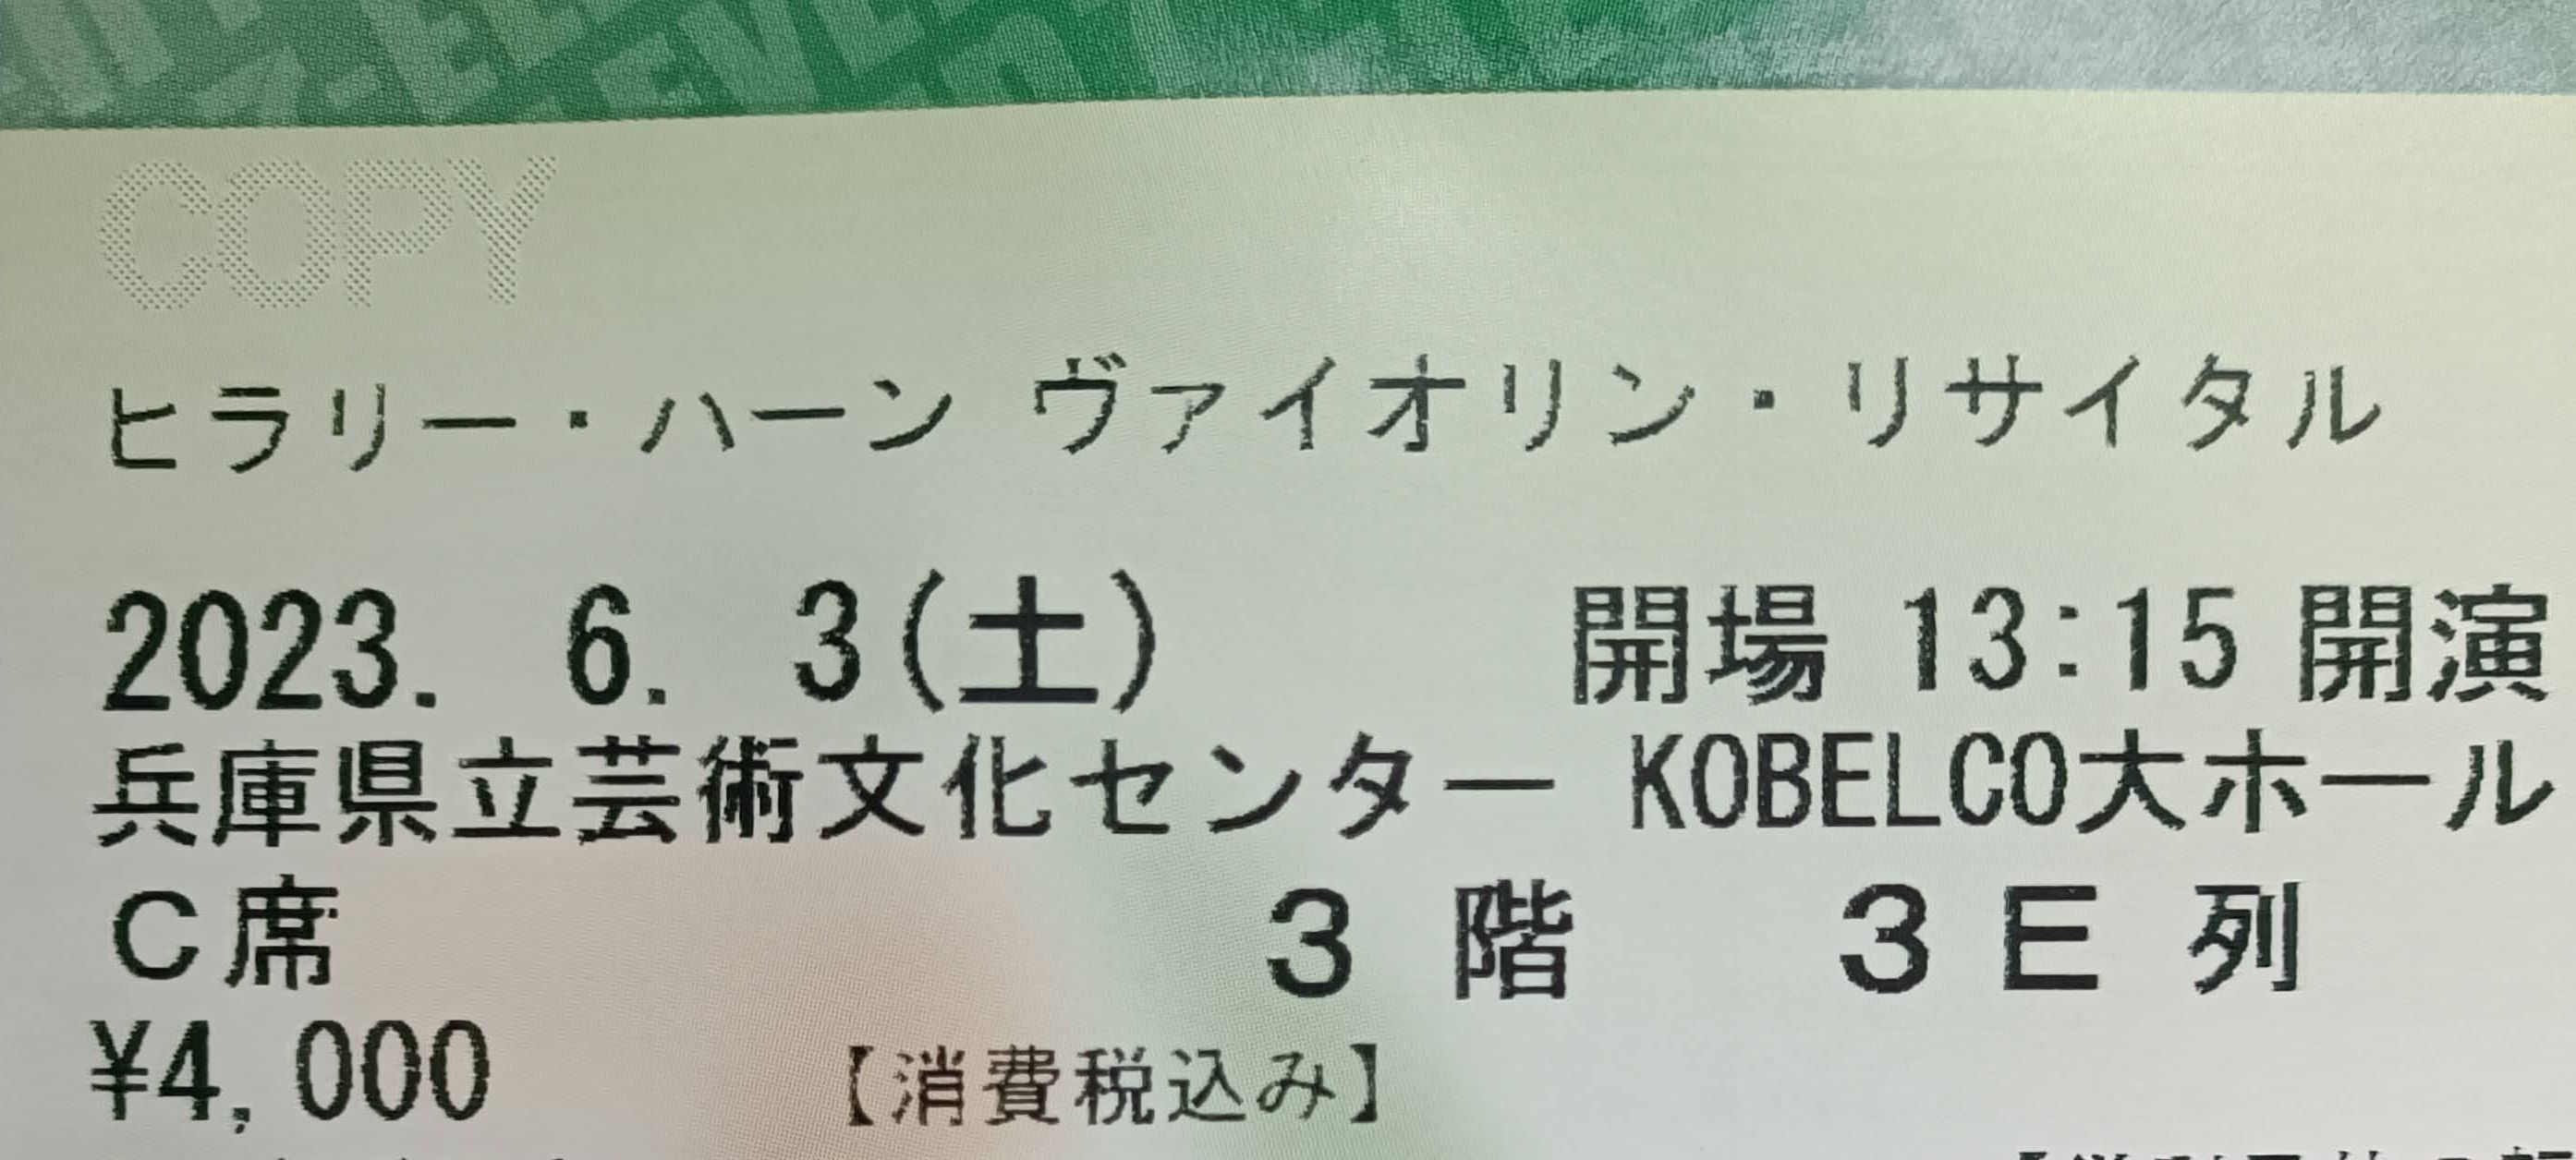 COPY
ヒラリー・ハーン ヴァイオリン・リサイタル
2023. 6. 3(土) 開場 13:15 開演
兵庫県立芸術文化センター KOBELCO大ホール
C席 3 階 3E 列
¥4,000 【消費税込み】